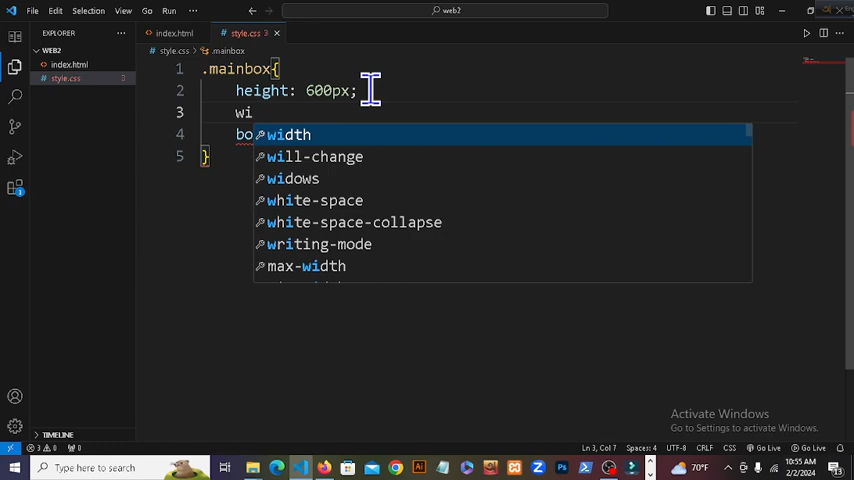 File Edit Selection View Go Run ··· web2
EXPLORER ···
index.html style.css 3
WEB2
index.html
style.css 3
style.css > .mainbox
1 .mainbox{
2 height: 600px;
3 wi
4 bo
5 }
width
will-change
widows
white-space
white-space-collapse
writing-mode
max-width
Activate Windows
Go to Settings to activate Windows.
TIMELINE
3 0 0 Ln 3, Col 7 Spaces: 4 UTF-8 CRLF CSS Go Live Go Live
Type here to search 70°F 10:55 AM
2/2/2024 13